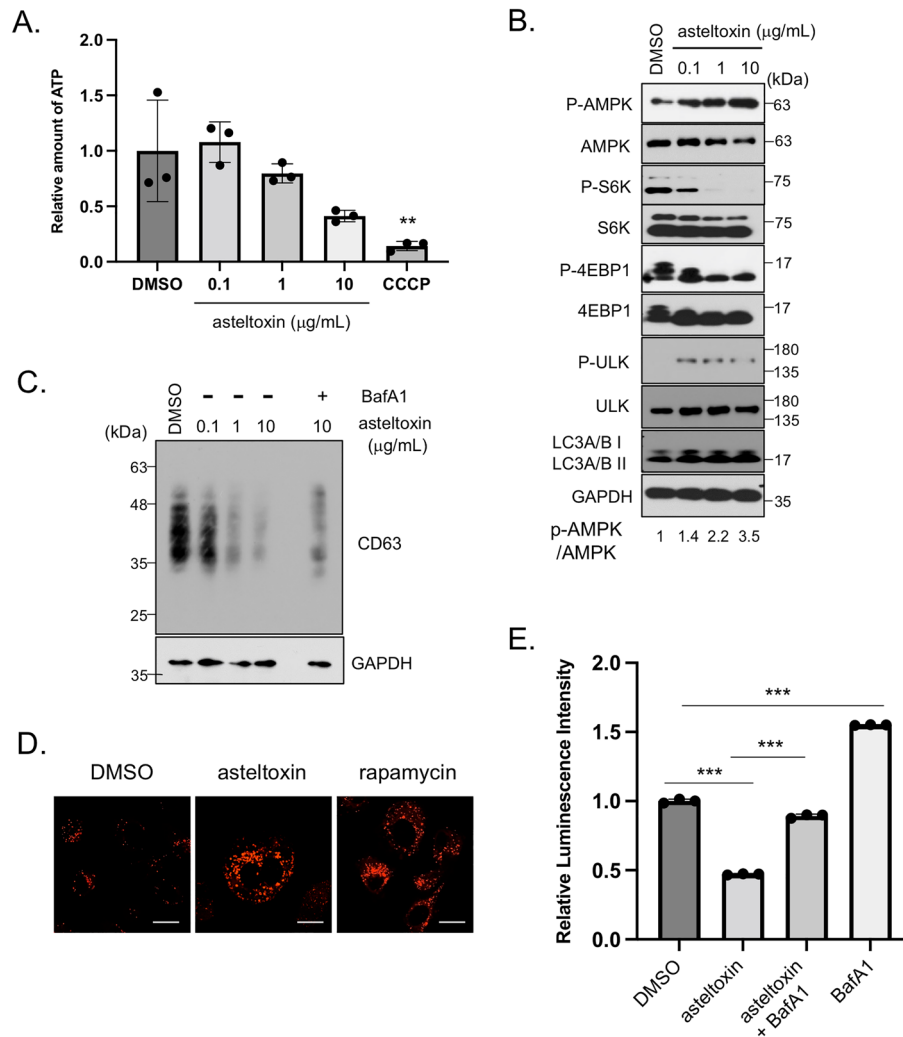 A.
Relative amount of ATP
2.0
1.5
1.0
0.5
0.0
**
DMSO 0.1 1 10 CCCP
asteltoxin (μg/mL)
B.
DMSO
asteltoxin (μg/mL)
0.1 1 10
(kDa)
P-AMPK 63
AMPK 63
P-S6K 75
S6K 75
P-4EBP1 17
4EBP1 17
P-ULK 180
135
ULK 180
135
LC3A/B I
LC3A/B II 17
GAPDH 35
p-AMPK
/AMPK 1 1.4 2.2 3.5
C.
DMSO
– – – + BafA1
0.1 1 10 10 asteltoxin
(μg/mL)
(kDa)
63
48
35
25
CD63
35
GAPDH
D.
DMSO asteltoxin rapamycin
E.
Relative Luminescence Intensity
2.0
1.5
1.0
0.5
0.0
***
***
***
DMSO
asteltoxin
asteltoxin
+ BafA1
BafA1